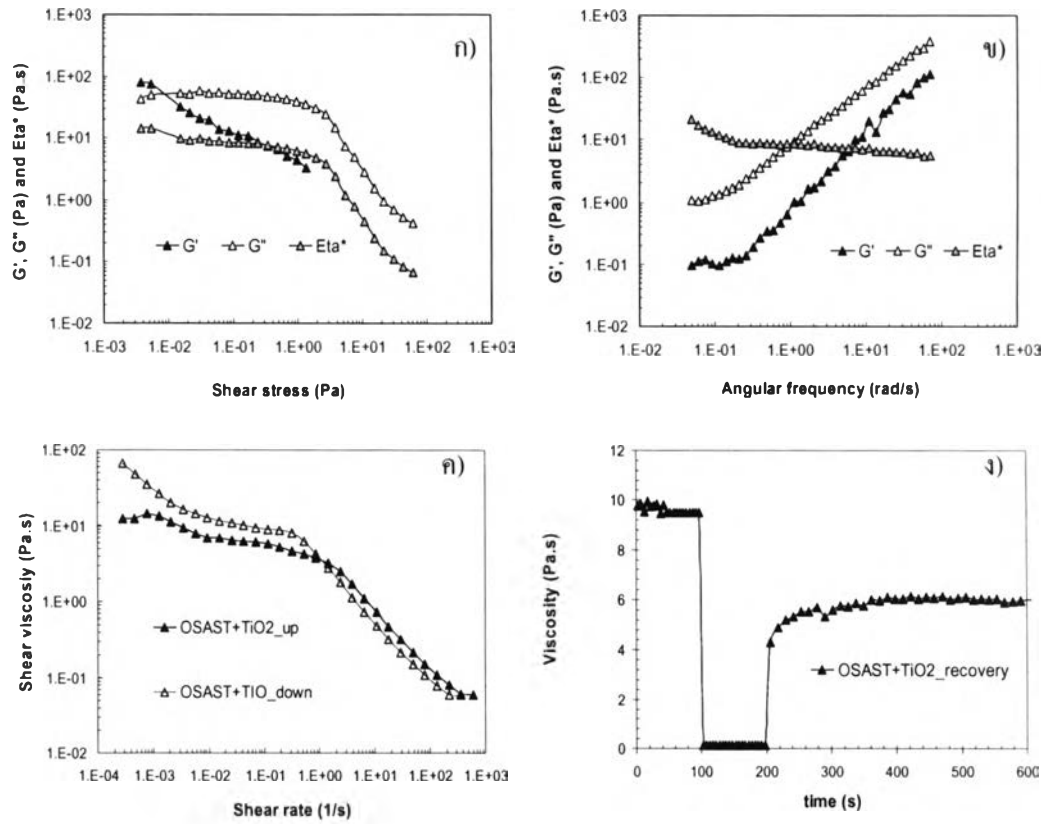 ก)
1.E+03
1.E+02
1.E+01
1.E+00
1.E-01
1.E-02
G', G" (Pa) and Eta* (Pa.s)
G' G" Eta*
1.E-03 1.E-02 1.E-01 1.E+00 1.E+01 1.E+02 1.E+03
Shear stress (Pa)
ข)
1.E+03
1.E+02
1.E+01
1.E+00
1.E-01
1.E-02
G', G" (Pa) and Eta* (Pa.s)
G' G" Eta*
1.E-02 1.E-01 1.E+00 1.E+01 1.E+02 1.E+03
Angular frequency (rad/s)
ค)
1.E+02
1.E+01
1.E+00
1.E-01
1.E-02
Shear viscosiy (Pa.s)
OSAST+TiO2_up
OSAST+TIO_down
1.E-04 1.E-03 1.E-02 1.E-01 1.E+00 1.E+01 1.E+02 1.E+03
Shear rate (1/s)
ง)
12
10
8
6
4
2
0
Viscosity (Pa.s)
OSAST+TiO2_recovery
0 100 200 300 400 500 600
time (s)